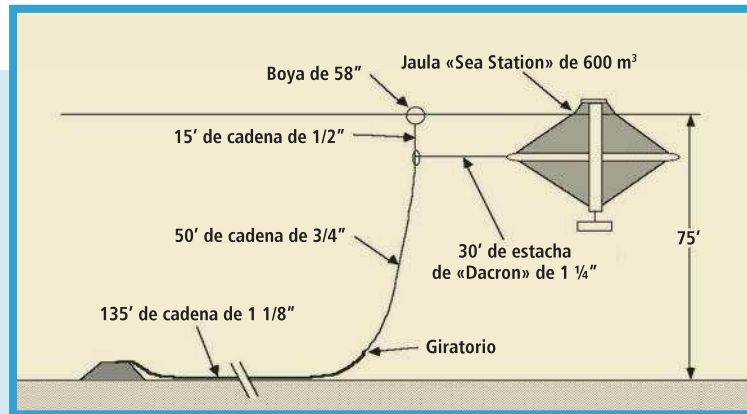 Jaula «Sea Station» de 600 m³
Boya de 58”
15’ de cadena de 1/2”
50’ de cadena de 3/4”
30’ de estacha
de «Dacron» de 1 ¼”
75’
135’ de cadena de 1 1/8”
Giratorio